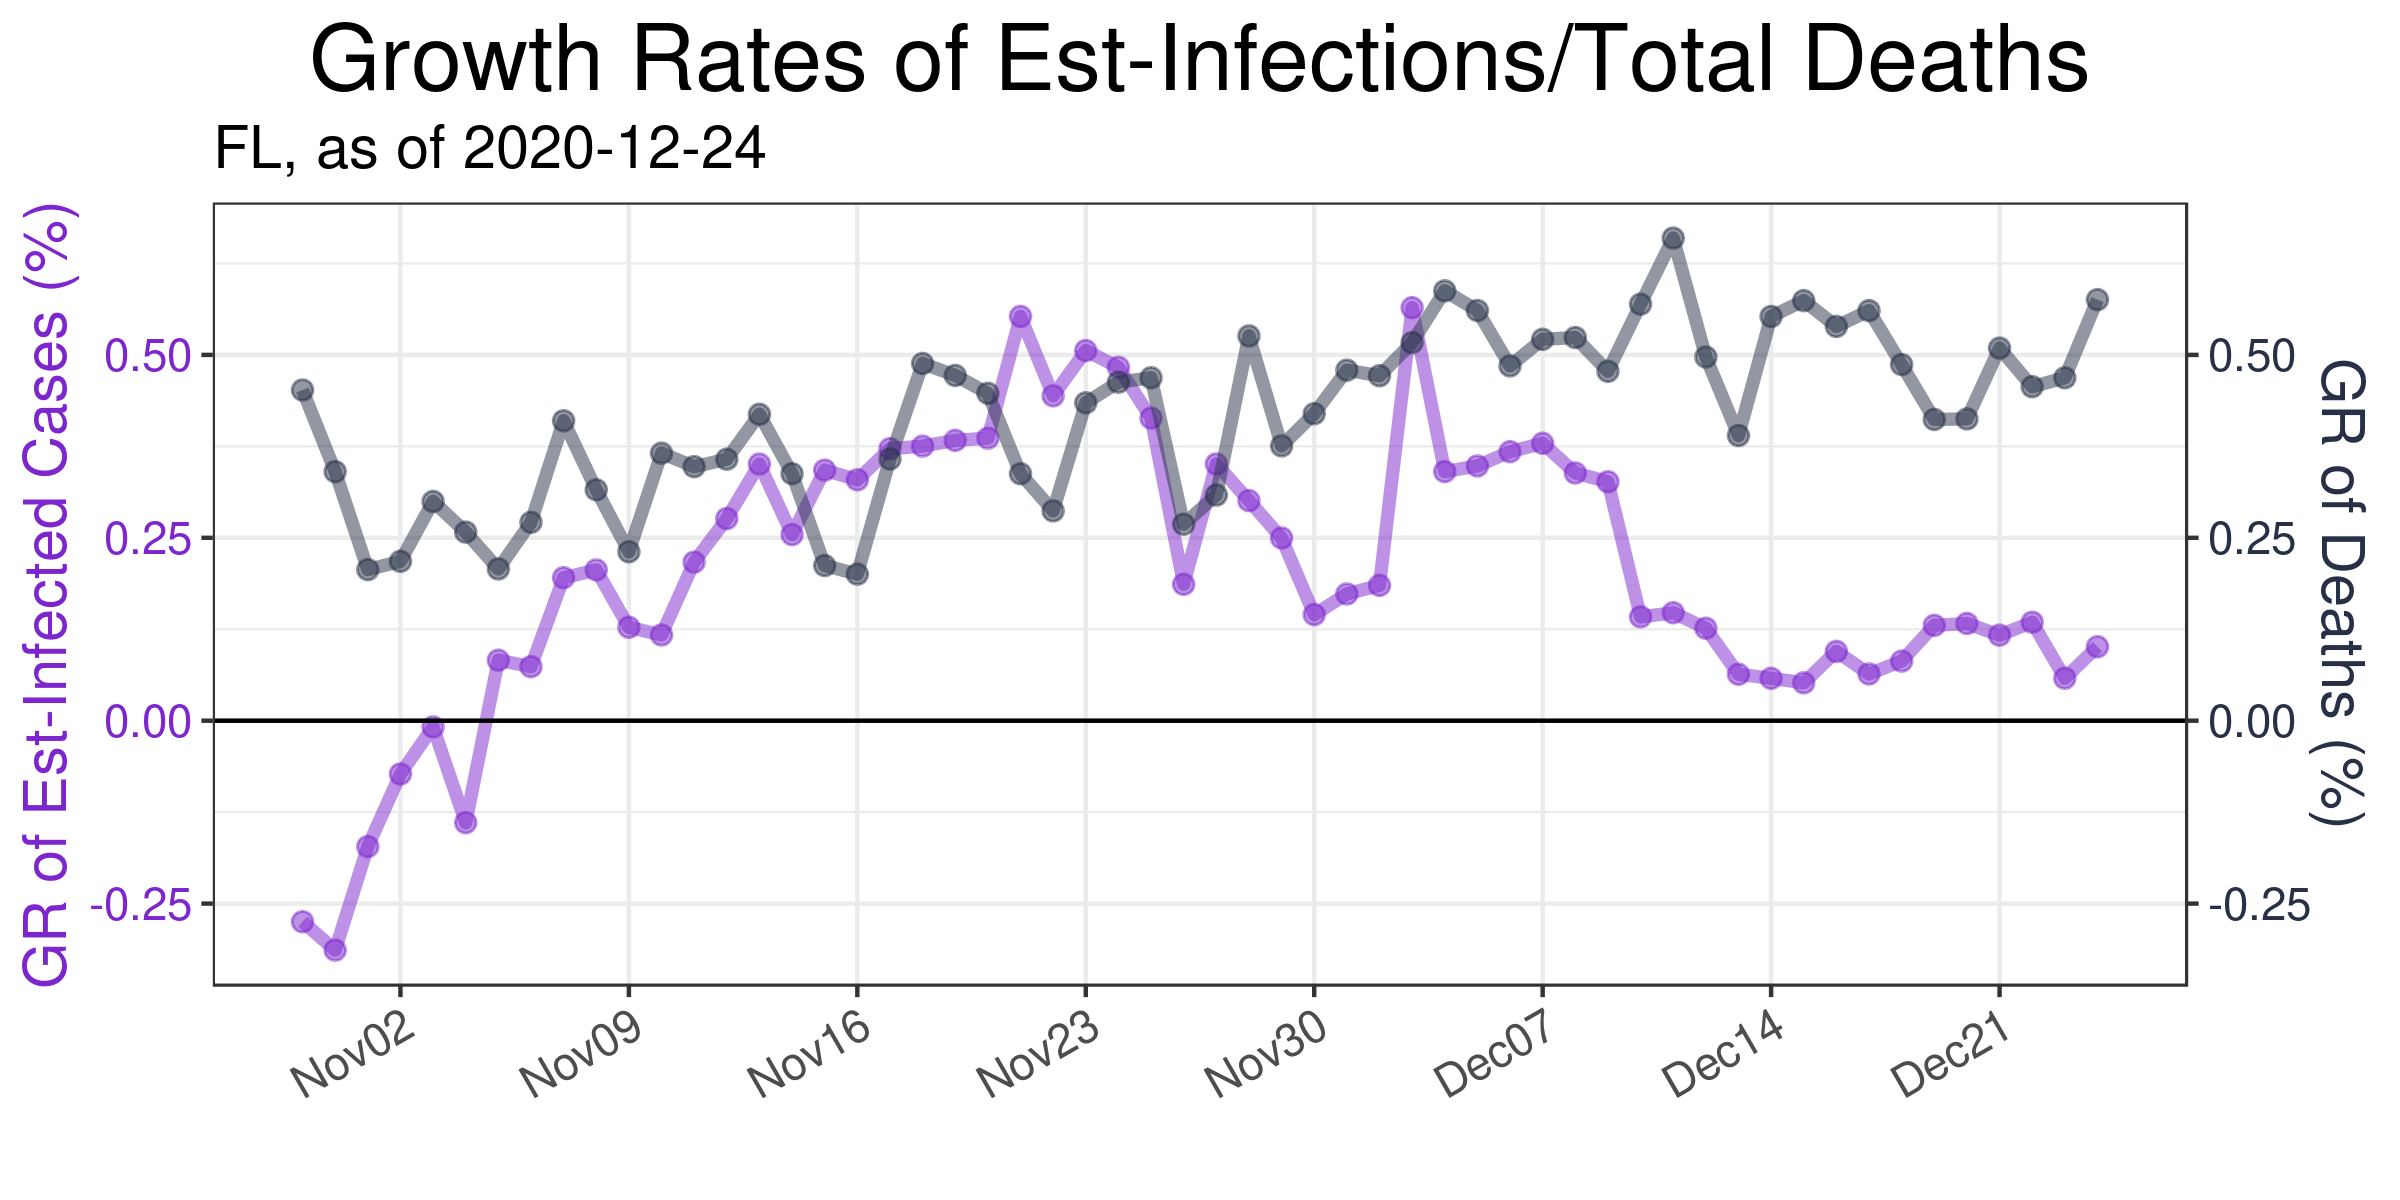 Growth Rates of Est-Infections/Total Deaths
FL, as of 2020-12-24
GR of Est-Infected Cases (%)
0.50
0.25
0.00
-0.25
0.50
0.25
0.00
-0.25
GR of Deaths (%)
Nov02
Nov09
Nov16
Nov23
Nov30
Dec07
Dec14
Dec21